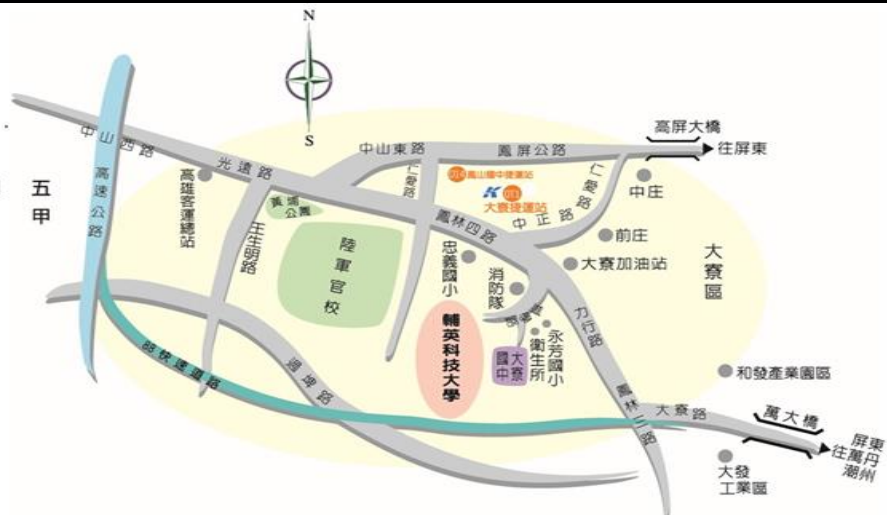 N
S
中山西路
高速公路
五甲
光遠路
高雄客運總站
黃埔
公園
王生明路
陸軍官校
中山東路
仁愛路
鳳屏公路
鳳山國中捷運站
K
大寮捷運站
仁愛路
中正路
高屏大橋
往屏東
中庄
前庄
大寮區
鳳林四路
忠義國小
消防隊
大寮加油站
力行路
輔英科技大學
大寮
國中
衛生所
永芳國小
88快速道路
過埤路
鳳林三路
大寮路
和發產業園區
萬大橋
屏東
往萬丹
潮州
大發
工業區